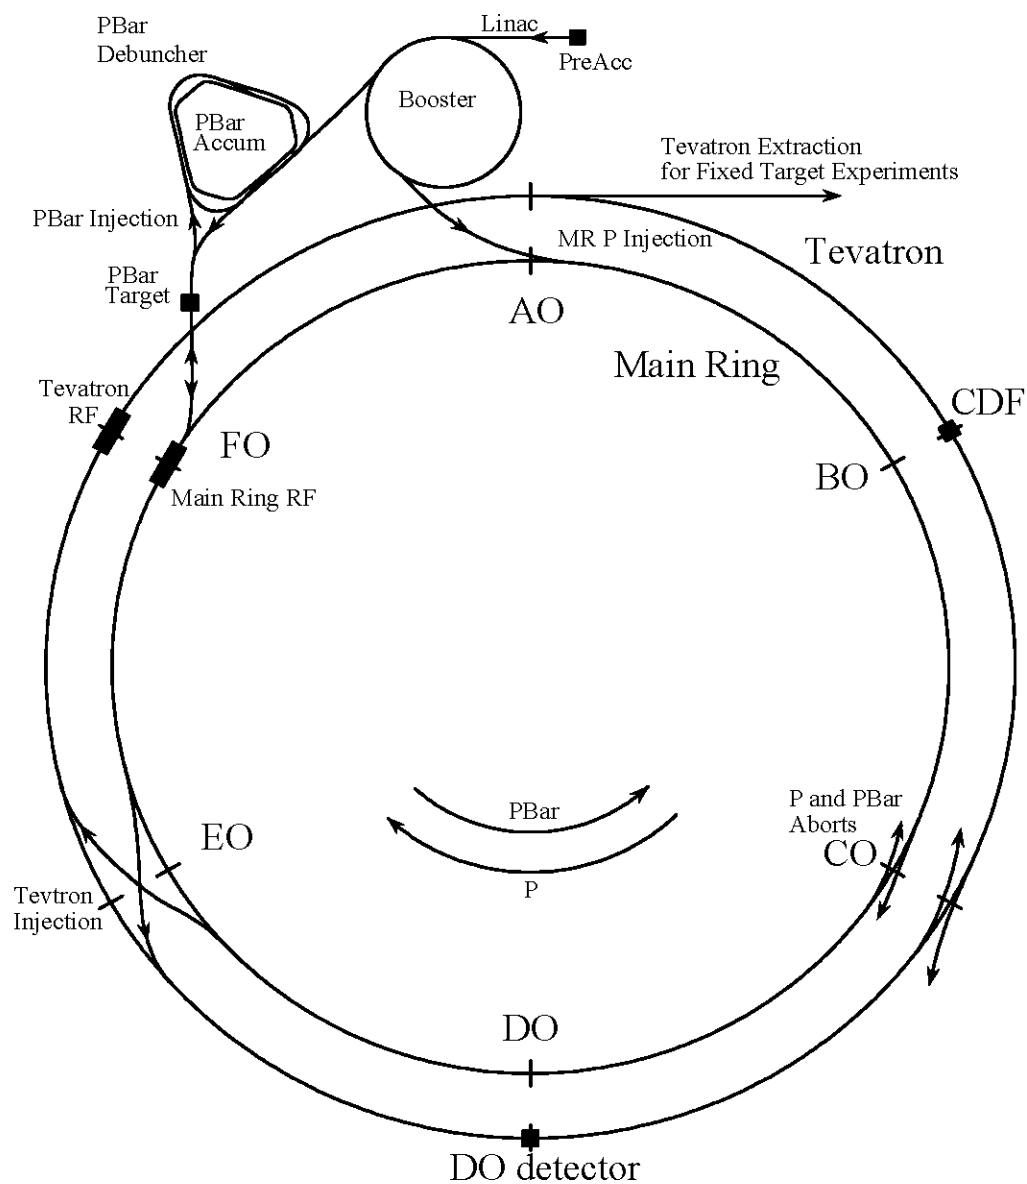 PBar
Debuncher
Linac
PreAcc
Booster
PBar
Accum
Tevatron Extraction
for Fixed Target Experiments
PBar Injection
MR P Injection
Tevatron
PBar
Target
AO
Main Ring
Tevatron
RF
CDF
FO
BO
Main Ring RF
P and PBar
Aborts
PBar
EO
CO
P
Tevtron
Injection
DO
DO detector